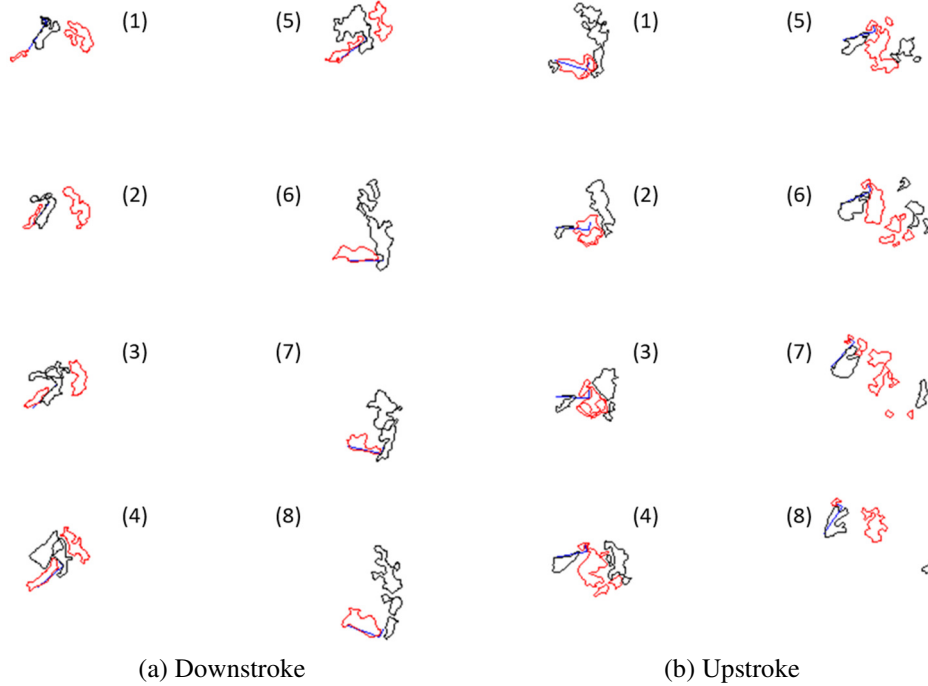 (1) (5) (1) (5)
(2) (6) (2) (6)
(3) (7) (3) (7)
(4) (8) (4) (8)
(a) Downstroke (b) Upstroke